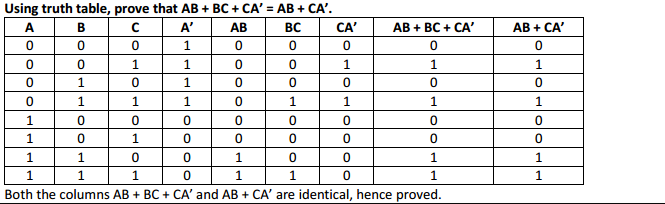 Using truth table, prove that AB + BC + CA’ = AB + CA’.
A B C A’ AB BC CA’ AB + BC + CA’ AB + CA’
0 0 0 1 0 0 0 0 0
0 0 1 1 0 0 1 1 1
0 1 0 1 0 0 0 0 0
0 1 1 1 0 1 1 1 1
1 0 0 0 0 0 0 0 0
1 0 1 0 0 0 0 0 0
1 1 0 0 1 0 0 1 1
1 1 1 0 1 1 0 1 1
Both the columns AB + BC + CA’ and AB + CA’ are identical, hence proved.